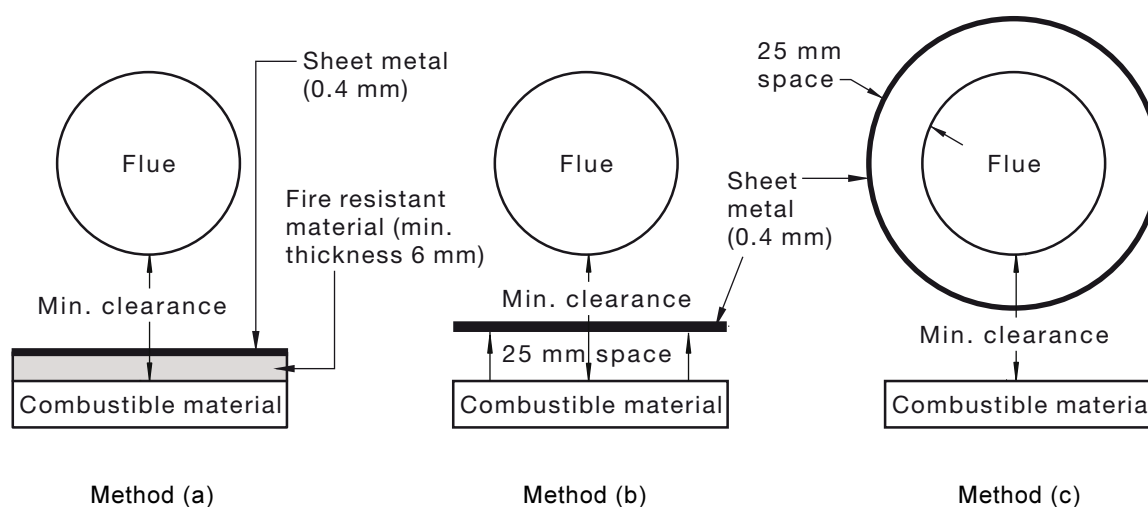 Sheet metal
(0.4 mm)
Flue
Fire resistant
material (min.
thickness 6 mm)
Min. clearance
Combustible material
Method (a)
Flue
Min. clearance
25 mm space
Combustible material
Method (b)
25 mm
space
Flue
Sheet
metal
(0.4 mm)
Min. clearance
Combustible material
Method (c)